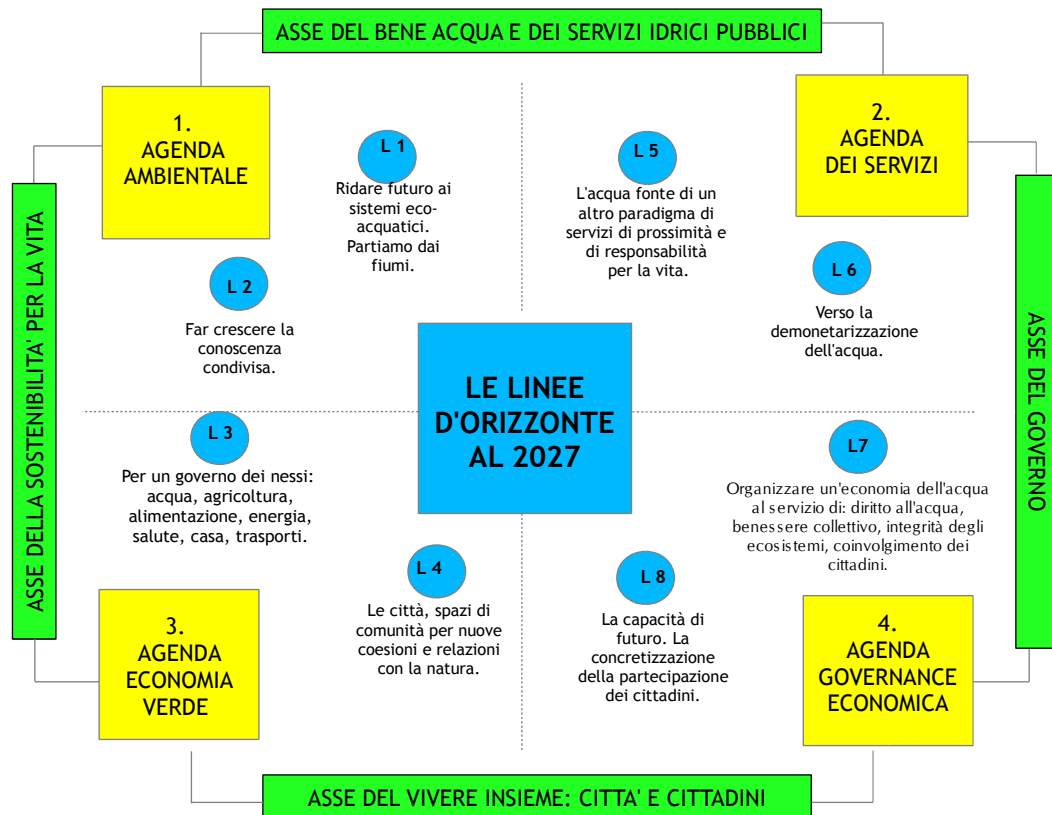 ASSE DEL BENE ACQUA E DEI SERVIZI IDRICI PUBBLICI
1.
AGENDA
AMBIENTALE
2.
AGENDA
DEI SERVIZI
L 1
Ridare futuro ai
sistemi eco-
acquatici.
Partiamo dai
fiumi.
L 5
L'acqua fonte di un
altro paradigma di
servizi di prossimità e
di responsabilità
per la vita.
L 2
Far crescere la
conoscenza
condivisa.
L 6
Verso la
demonetarizzazione
dell'acqua.
ASSE DELLA SOSTENIBILITA' PER LA VITA
LE LINEE
D'ORIZZONTE
AL 2027
ASSE DEL GOVERNO
L 3
Per un governo dei nessi:
acqua, agricoltura,
alimentazione, energia,
salute, casa, trasporti.
L7
Organizzare un'economia dell'acqua
al servizio di: diritto all'acqua,
benessere collettivo, integrità degli
ecosistemi, coinvolgimento dei
cittadini.
L 4
Le città, spazi di
comunità per nuove
coesioni e relazioni
con la natura.
L 8
La capacità di
futuro. La
concretizzazione
della partecipazione
dei cittadini.
3.
AGENDA
ECONOMIA
VERDE
4.
AGENDA
GOVERNANCE
ECONOMICA
ASSE DEL VIVERE INSIEME: CITTA' E CITTADINI